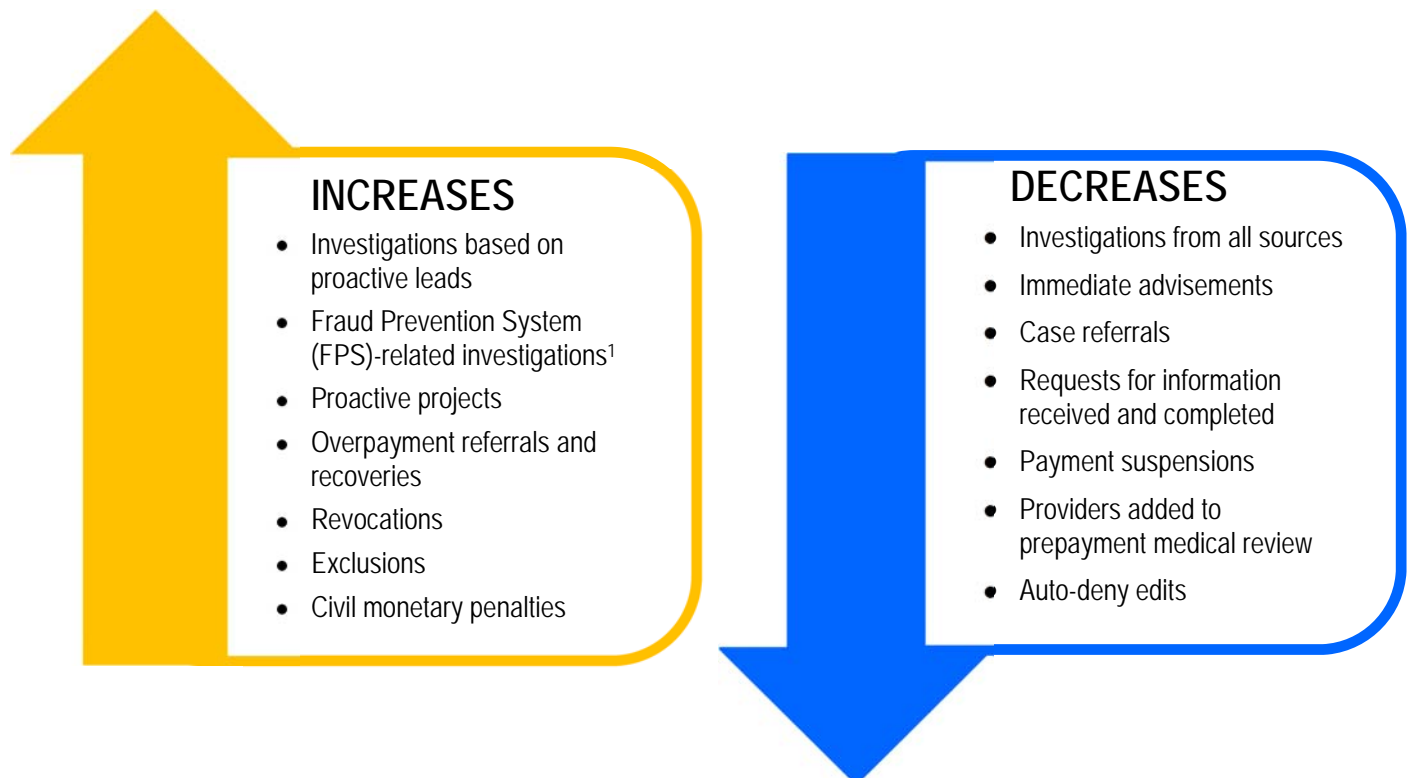 INCREASES
• Investigations based on
proactive leads
• Fraud Prevention System
(FPS)-related investigations¹
• Proactive projects
• Overpayment referrals and
recoveries
• Revocations
• Exclusions
• Civil monetary penalties
DECREASES
• Investigations from all sources
• Immediate advisements
• Case referrals
• Requests for information
received and completed
• Payment suspensions
• Providers added to
prepayment medical review
• Auto-deny edits